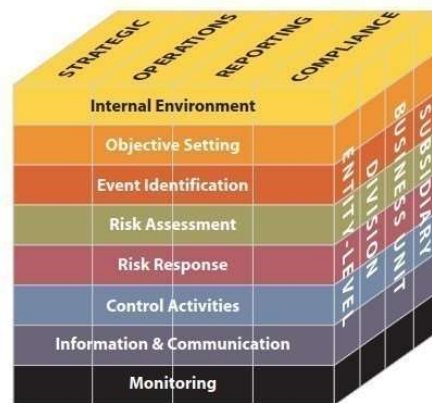 STRATEGIC
OPERATIONS
REPORTING
COMPLIANCE
Internal Environment
Objective Setting
Event Identification
Risk Assessment
Risk Response
Control Activities
Information & Communication
Monitoring
ENTITY-LEVEL
DIVISION
BUSINESS UNIT
SUBSIDIARY